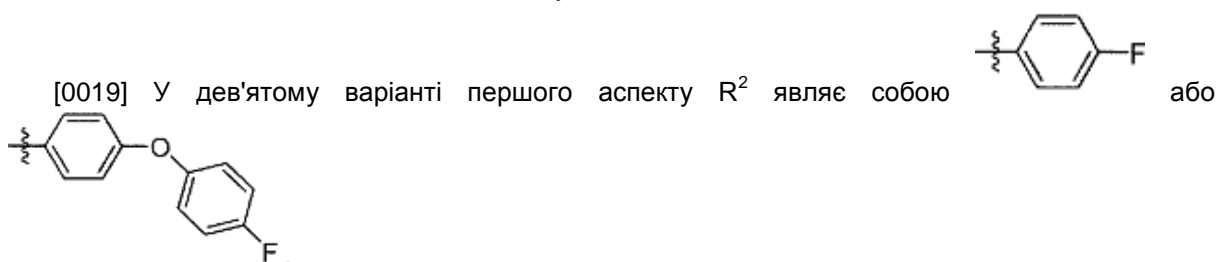 F
[0019] У дев'ятому варіанті першого аспекту R² являє собою або
O
F